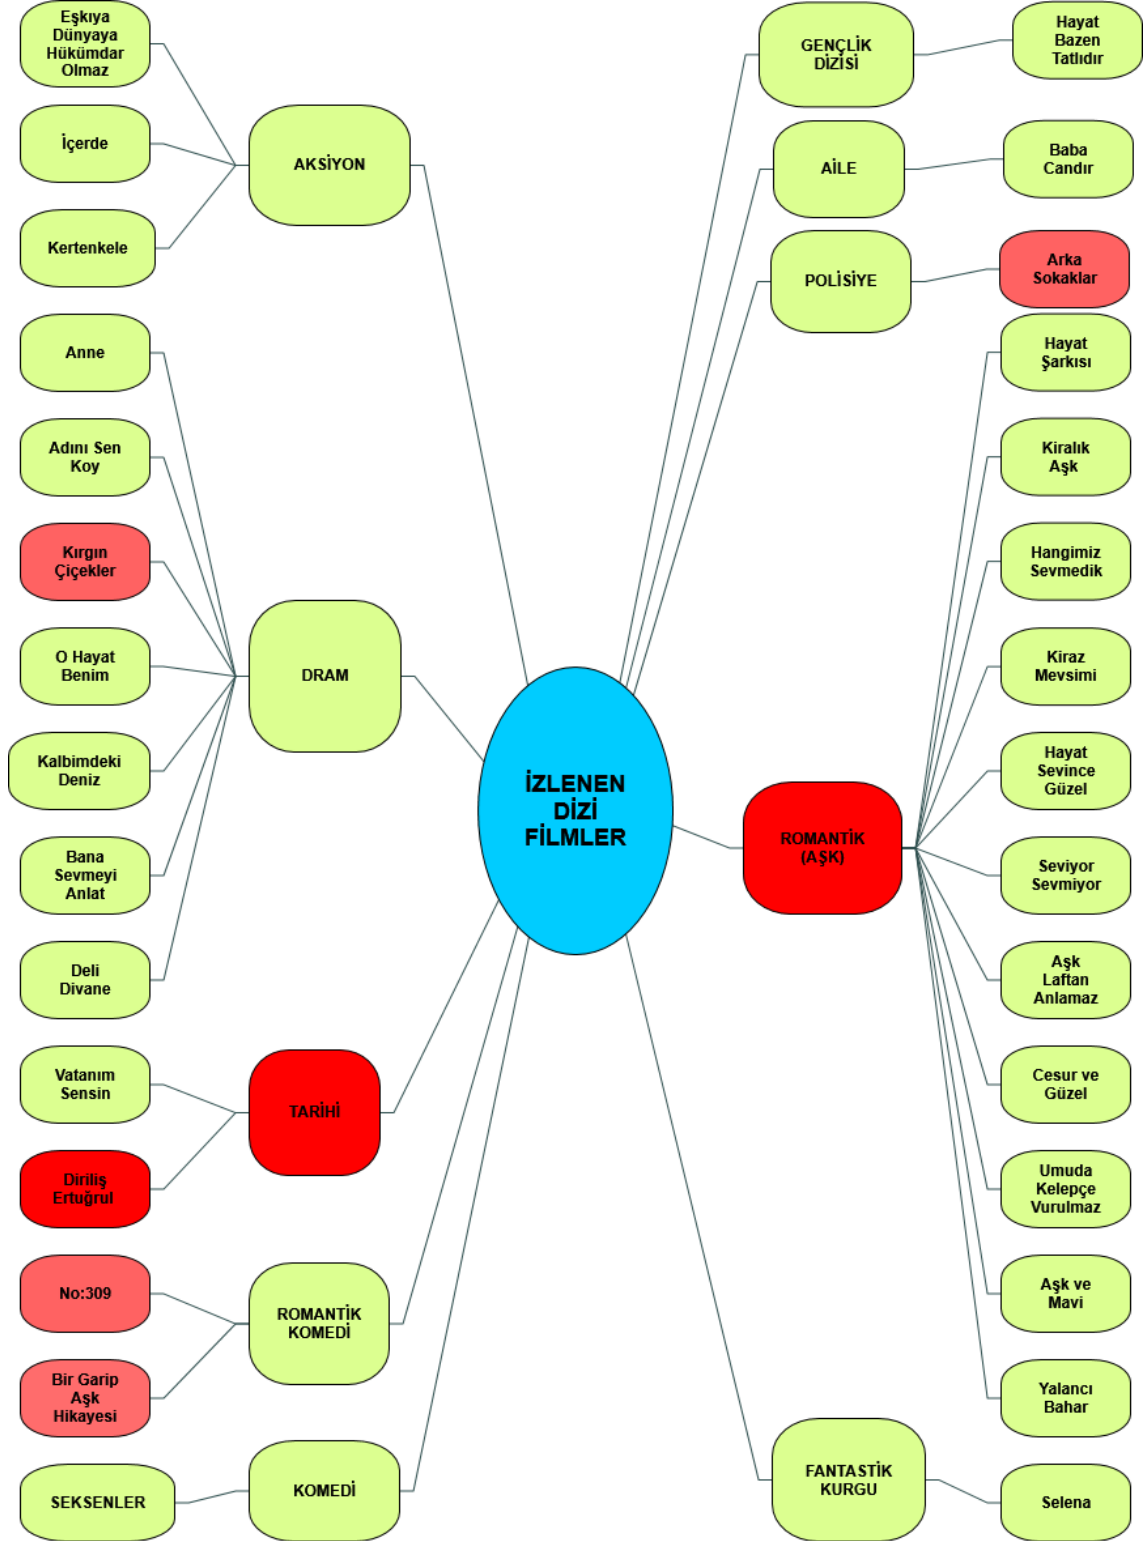 Eşkıya
Dünyaya
Hükümdar
Olmaz
İçerde
Kertenkele
AKSİYON
Anne
Adını Sen
Koy
Kırgın
Çiçekler
O Hayat
Benim
Kalbimdeki
Deniz
Bana
Sevmeyi
Anlat
Deli
Divane
DRAM
Vatanım
Sensin
Diriliş
Ertuğrul
TARİHİ
No:309
Bir Garip
Aşk
Hikayesi
ROMANTİK
KOMEDİ
SEKSENLER
KOMEDİ
İZLENEN
DİZİ
FİLMLER
GENÇLİK
DİZİSİ
Hayat
Bazen
Tatlıdır
AİLE
Baba
Candır
POLİSİYE
Arka
Sokaklar
ROMANTİK
(AŞK)
Hayat
Şarkısı
Kiralık
Aşk
Hangimiz
Sevmedik
Kiraz
Mevsimi
Hayat
Sevince
Güzel
Seviyor
Sevmiyor
Aşk
Laftan
Anlamaz
Cesur ve
Güzel
Umuda
Kelepçe
Vurulmaz
Aşk ve
Mavi
Yalancı
Bahar
FANTASTİK
KURGU
Selena